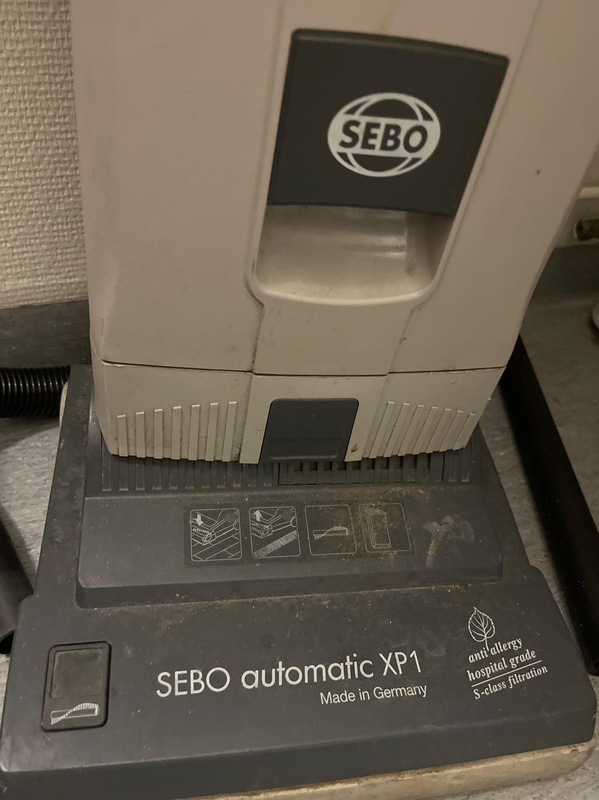 SEBO
SEBO automatic XP1
Made in Germany
anti allergy
hospital grade
S-class filtration